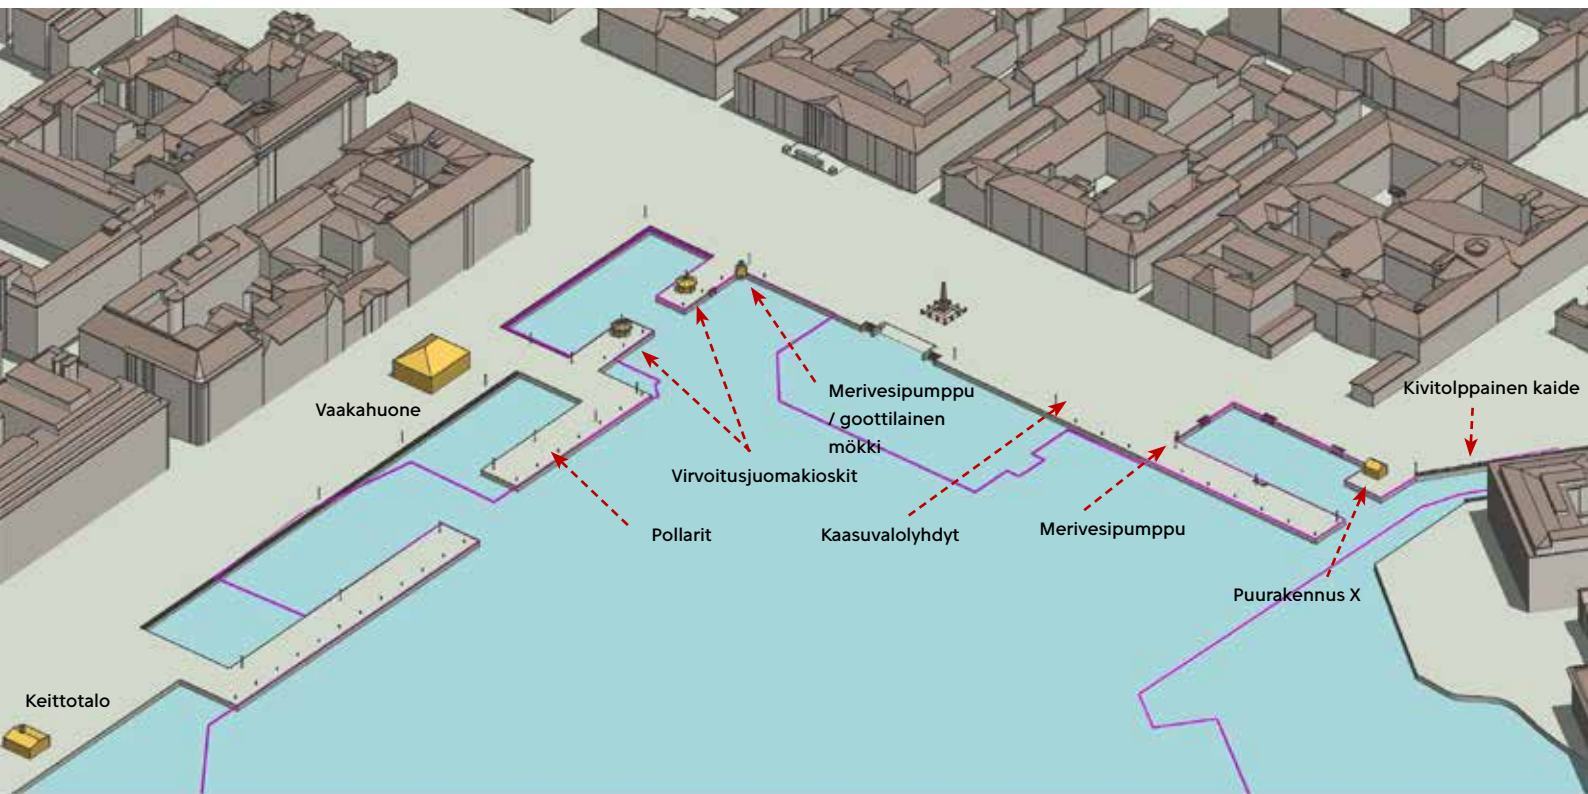 Kivitolppainen kaide
Merivesipumppu
/ goottilainen
mökki
Vaakahuone
Virvoitusjuomakioskit
Pollarit
Kaasuvalolyhdyt
Merivesipumppu
Puurakennus X
Keittotalo